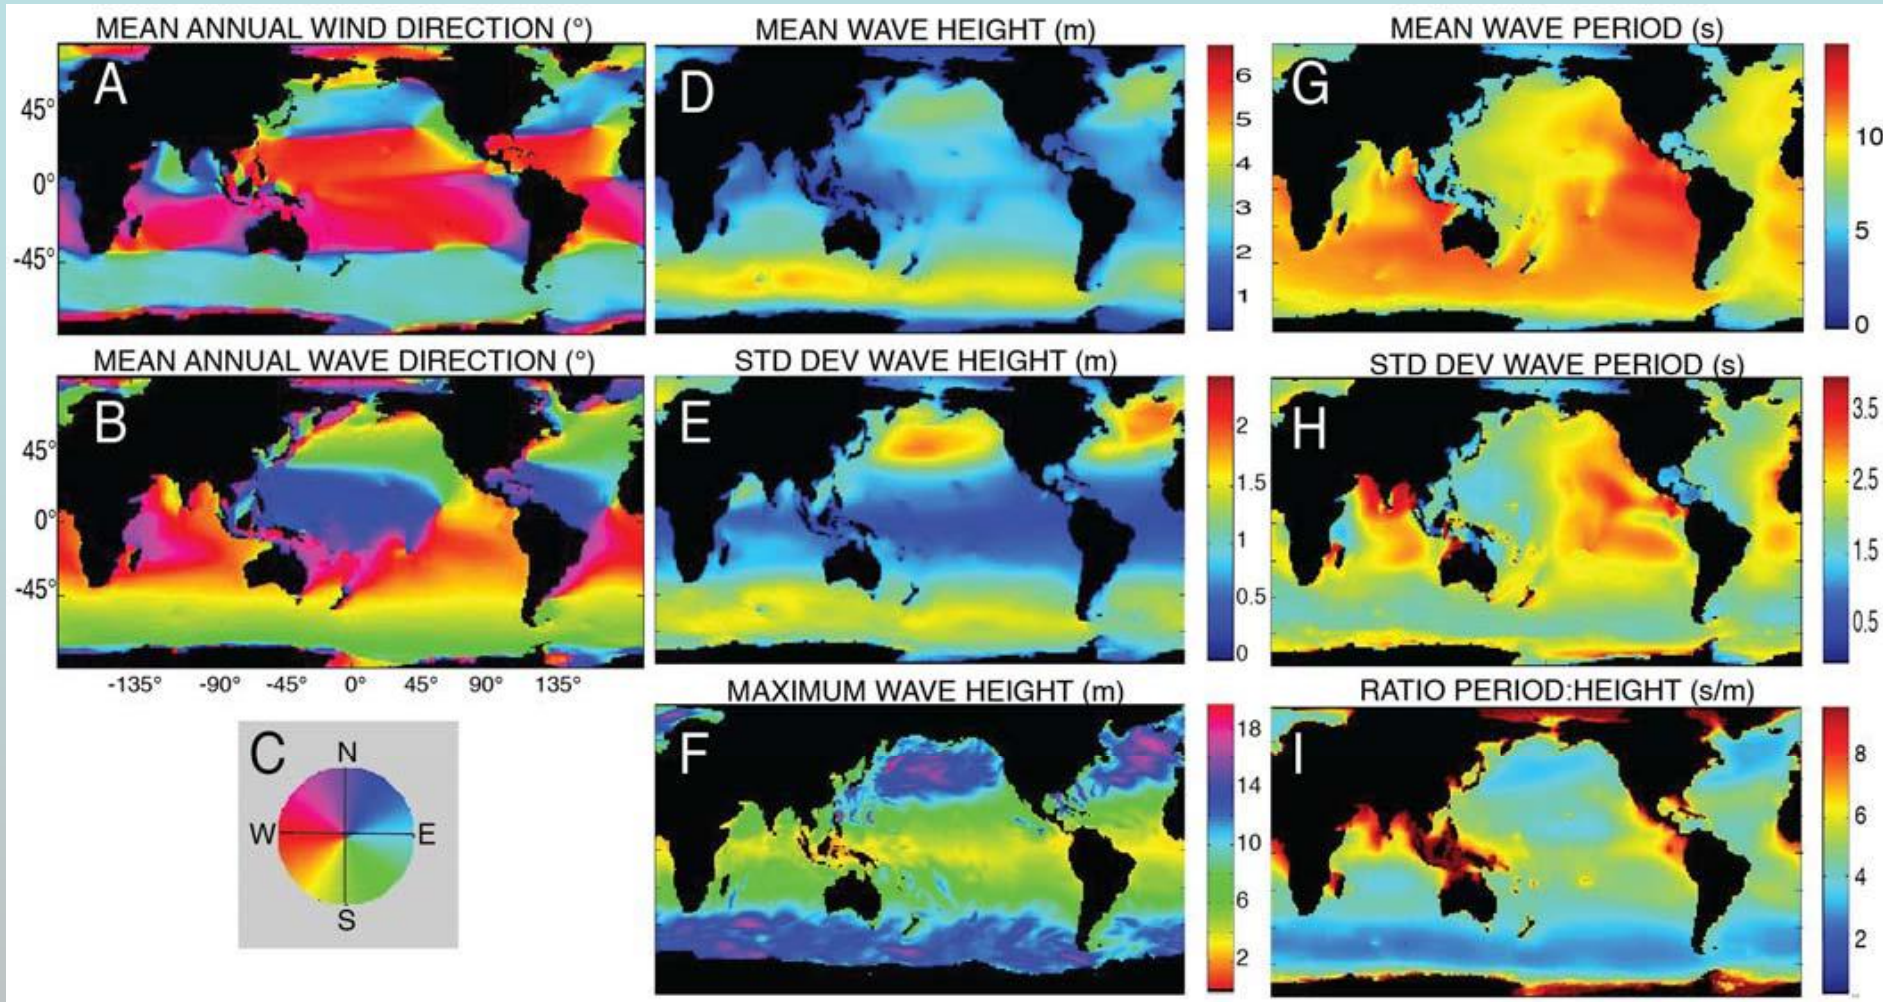 MEAN ANNUAL WIND DIRECTION (°)
A
45°
0°
-45°
MEAN WAVE HEIGHT (m)
D
6
5
4
3
2
1
MEAN WAVE PERIOD (s)
G
10
5
0
MEAN ANNUAL WAVE DIRECTION (°)
B
45°
0°
-45°
-135° -90° -45° 0° 45° 90° 135°
STD DEV WAVE HEIGHT (m)
E
2
1.5
1
0.5
0
STD DEV WAVE PERIOD (s)
H
3.5
2.5
1.5
0.5
C
N
W E
S
MAXIMUM WAVE HEIGHT (m)
F
18
14
10
6
2
RATIO PERIOD:HEIGHT (s/m)
I
8
6
4
2